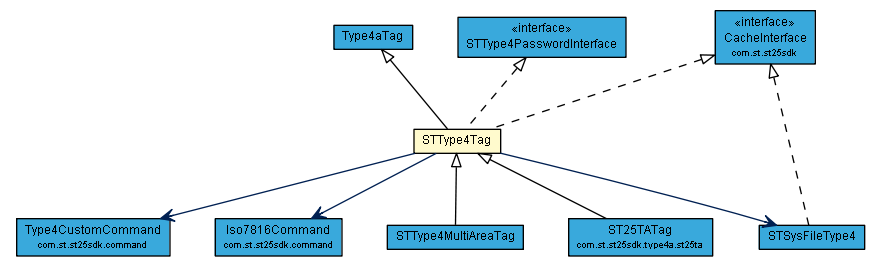 Type4aTag
«interface»
STType4PasswordInterface
«interface»
CacheInterface
com.st.st25sdk
STType4Tag
Type4CustomCommand
com.st.st25sdk.command
Iso7816Command
com.st.st25sdk.command
STType4MultiAreaTag
ST25TATag
com.st.st25sdk.type4a.st25ta
STSysFileType4